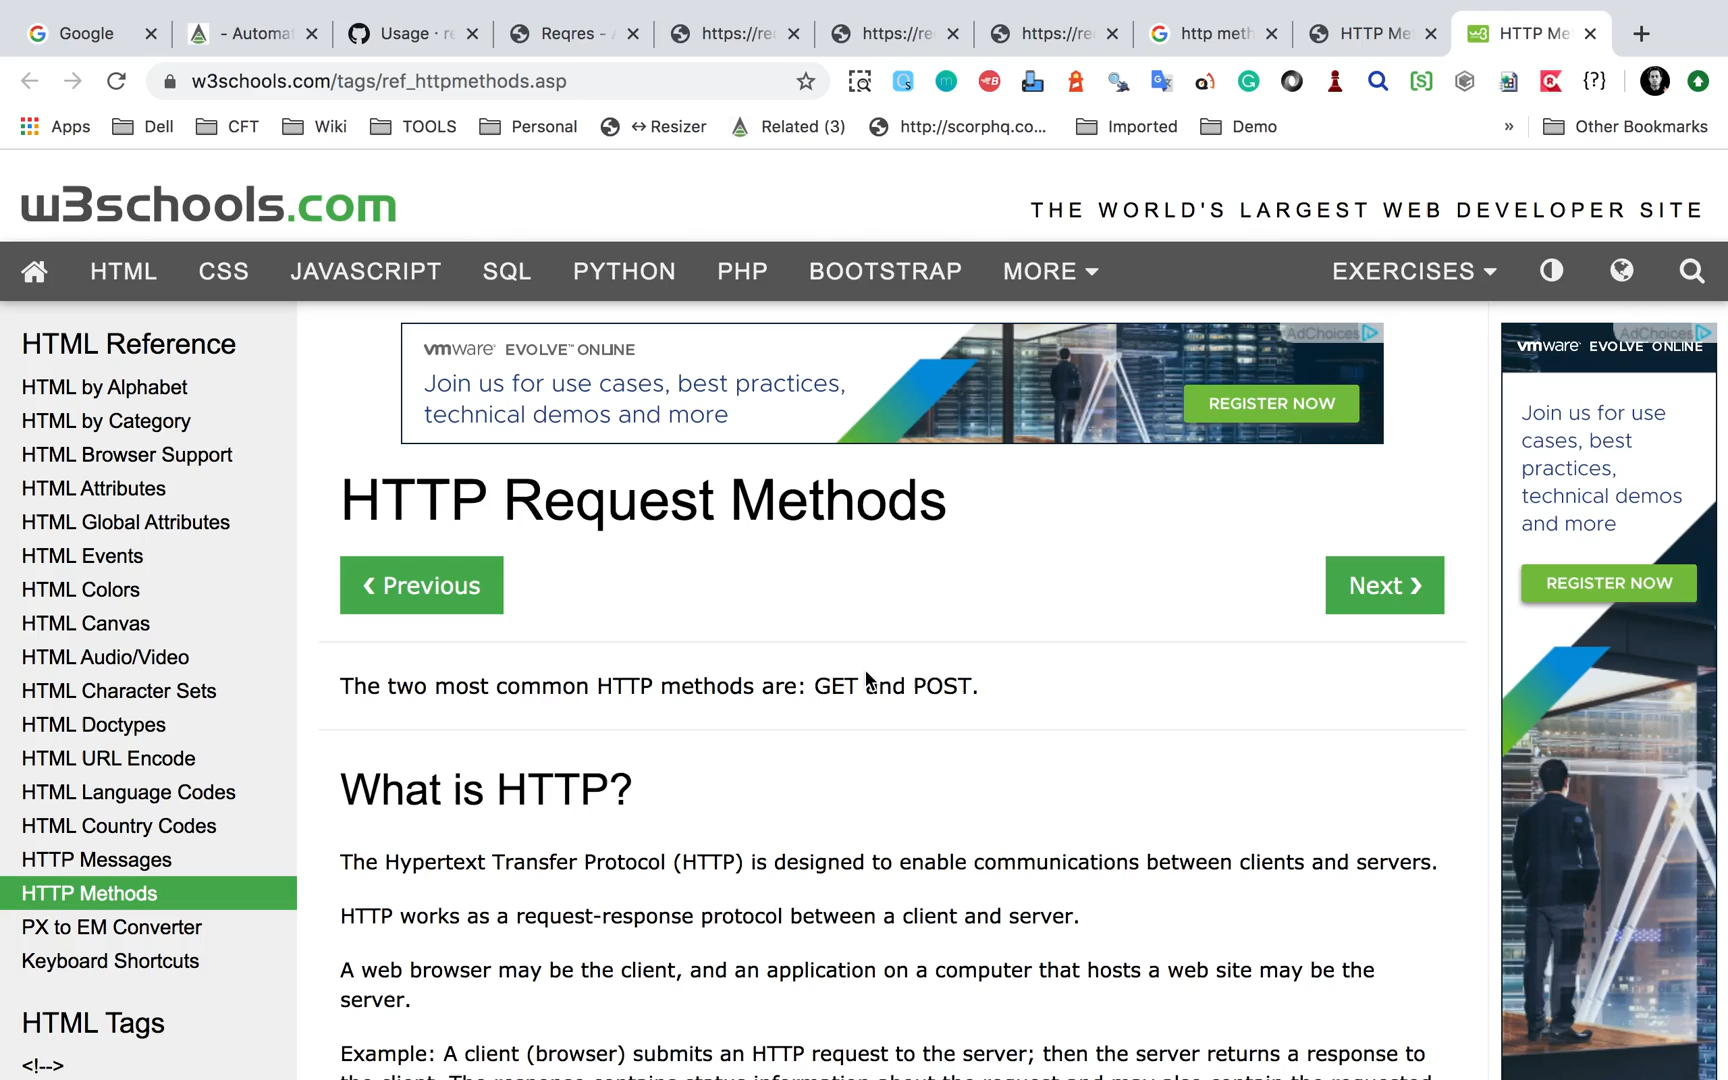 Google
- Automa
Usage · re
Reqres - A
https://rec
https://re
https://re
http meth
HTTP Me
HTTP Me
w3schools.com/tags/ref_httpmethods.asp
Apps
Dell
CFT
Wiki
TOOLS
Personal
↔Resizer
Related (3)
http://scorphq.co...
Imported
Demo
»
Other Bookmarks
w3schools.com
THE WORLD'S LARGEST WEB DEVELOPER SITE
HTML CSS JAVASCRIPT SQL PYTHON PHP BOOTSTRAP MORE EXERCISES
HTML Reference
HTML by Alphabet
HTML by Category
HTML Browser Support
HTML Attributes
HTML Global Attributes
HTML Events
HTML Colors
HTML Canvas
HTML Audio/Video
HTML Character Sets
HTML Doctypes
HTML URL Encode
HTML Language Codes
HTML Country Codes
HTTP Messages
HTTP Methods
PX to EM Converter
Keyboard Shortcuts
HTML Tags
<!-->
AdChoices
vmware EVOLVE™ ONLINE
Join us for use cases, best practices,
technical demos and more
REGISTER NOW
HTTP Request Methods
❮ Previous
Next ❯
The two most common HTTP methods are: GET and POST.
What is HTTP?
The Hypertext Transfer Protocol (HTTP) is designed to enable communications between clients and servers.
HTTP works as a request-response protocol between a client and server.
A web browser may be the client, and an application on a computer that hosts a web site may be the
server.
Example: A client (browser) submits an HTTP request to the server; then the server returns a response to
the client. The response contains status information about the request and may also contain the requested
AdChoices
vmware EVOLVE ONLINE
Join us for use
cases, best
practices,
technical demos
and more
REGISTER NOW